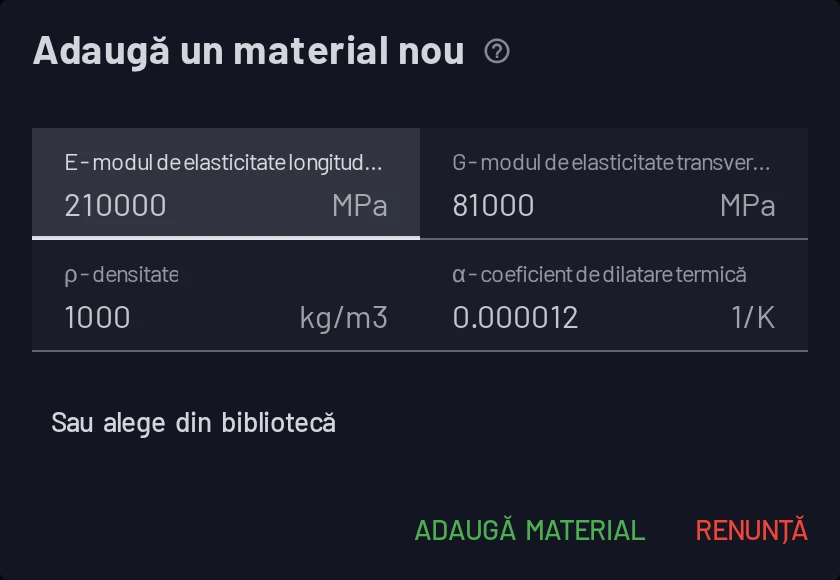 Adaugă un material nou
E - modul de elasticitate longitud...
G - modul de elasticitate transver...
210000 MPa
81000 MPa
ρ - densitate
α - coeficient de dilatare termică
1000 kg/m3
0.000012 1/K
Sau alege din bibliotecă
ADAUGĂ MATERIAL
RENUNȚĂ